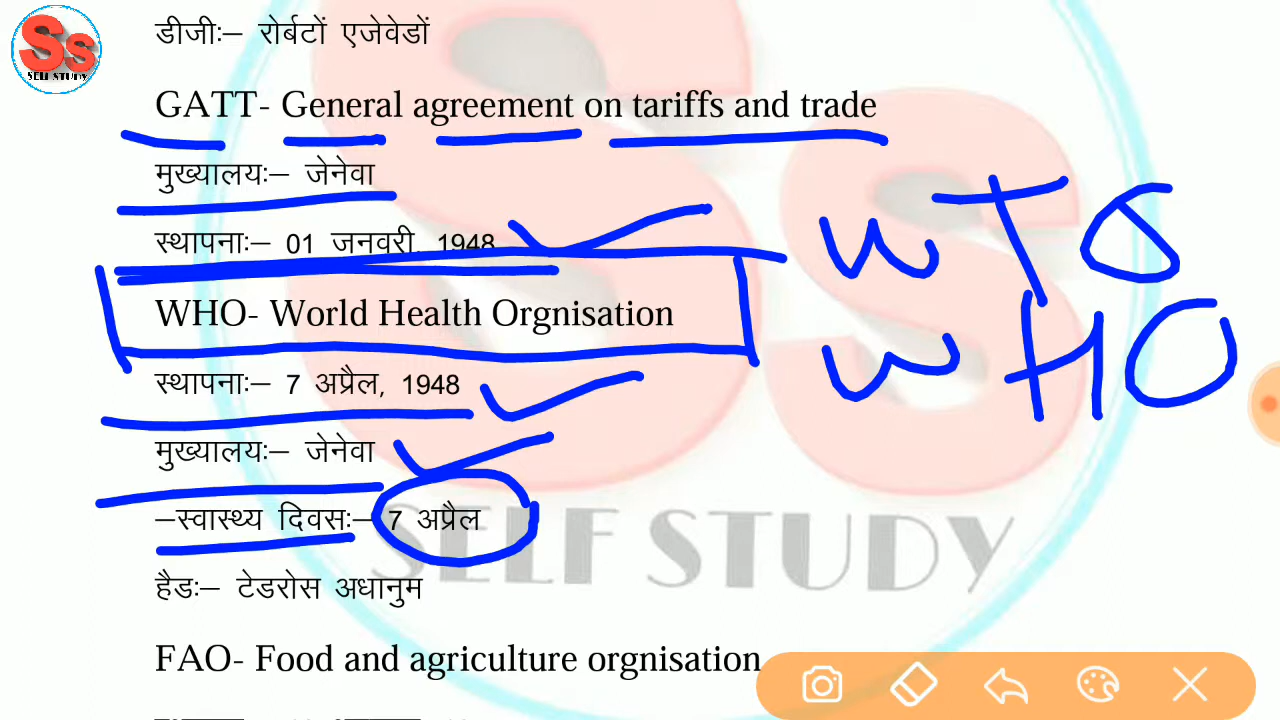 Ss
SELF STUDY
डीजीः– रोर्बटों एजेवेडों
GATT- General agreement on tariffs and trade
मुख्यालयः– जेनेवा
स्थापनाः– 01 जनवरी, 1948
WTO
WHO- World Health Orgnisation
WHO
स्थापनाः– 7 अप्रैल, 1948
मुख्यालयः– जेनेवा
–स्वास्थ्य दिवसः– 7 अप्रैल
SELF STUDY
हैडः– टेडरोस अधानुम
FAO- Food and agriculture orgnisation